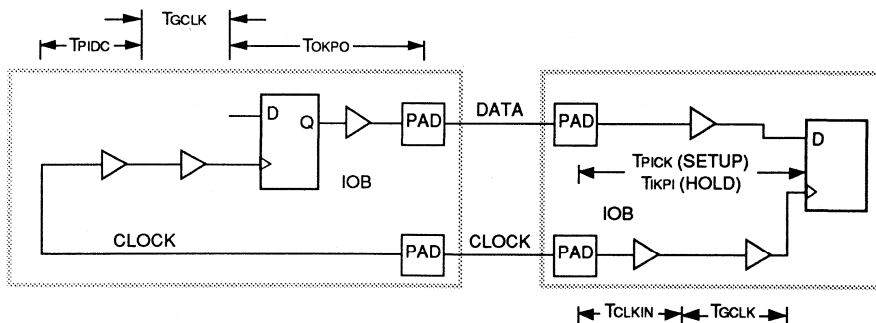 TGCLK
TPIDC
TOKPO
D
Q
PAD
DATA
PAD
D
IOB
TPICK (SETUP)
TIKPI (HOLD)
IOB
CLOCK
PAD
CLOCK
PAD
TCLKIN
TGCLK